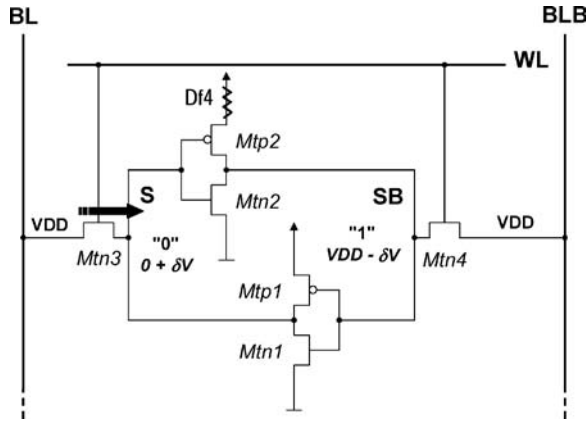 BL
BLB
WL
Df4
Mtp2
S
Mtn2
SB
VDD
"0"
0 + δV
Mtn3
"1"
VDD - δV
VDD
Mtn4
Mtp1
Mtn1